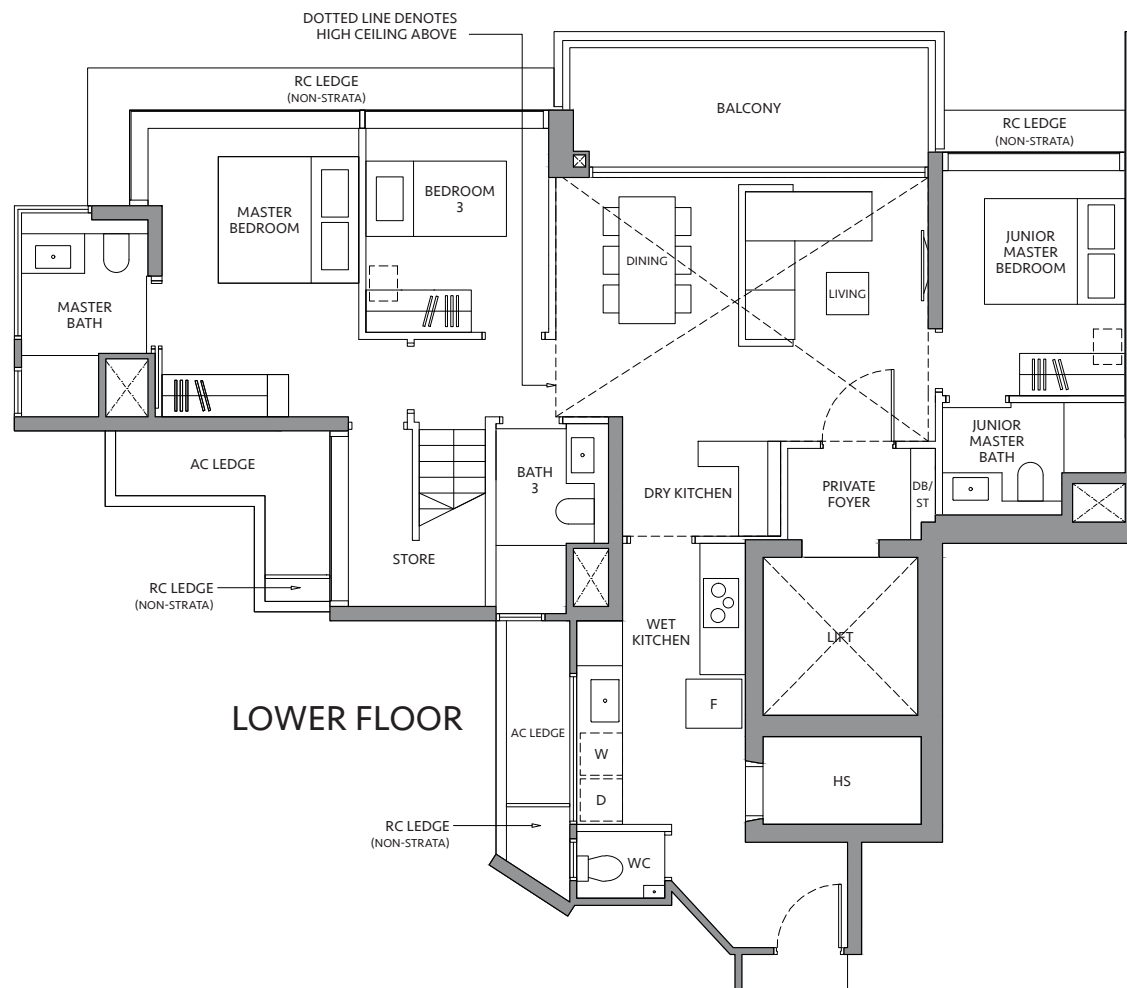 DOTTED LINE DENOTES
HIGH CEILING ABOVE
RC LEDGE
(NON-STRATA)
BALCONY
RC LEDGE
(NON-STRATA)
MASTER
BEDROOM
BEDROOM
3
DINING
LIVING
JUNIOR
MASTER
BEDROOM
MASTER
BATH
AC LEDGE
BATH
3
DRY KITCHEN
PRIVATE
FOYER
DB/
ST
JUNIOR
MASTER
BATH
STORE
RC LEDGE
(NON-STRATA)
WET
KITCHEN
LIFT
LOWER FLOOR
F
AC LEDGE
W
D
HS
RC LEDGE
(NON-STRATA)
WC